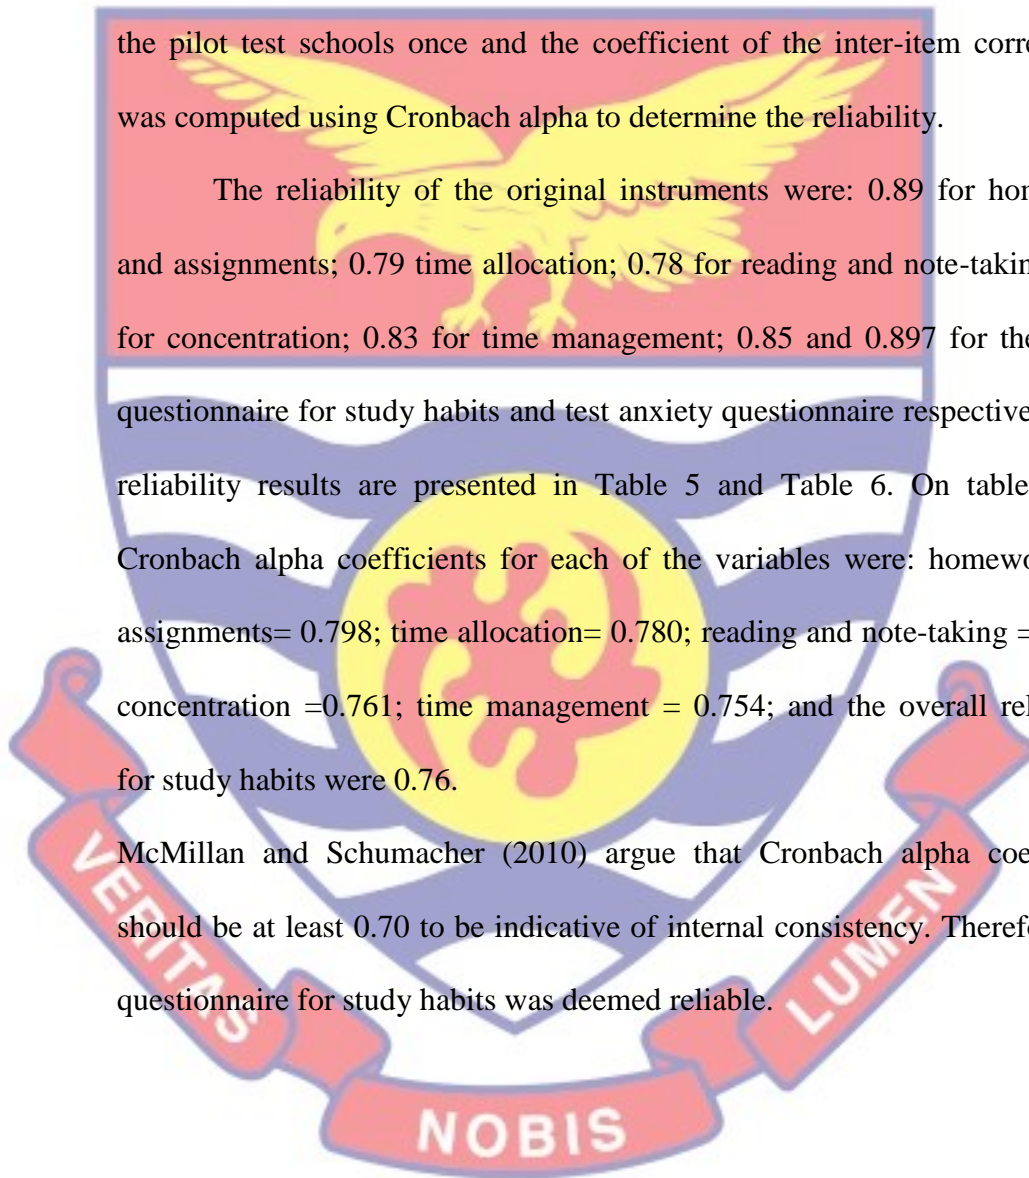 the pilot test schools once and the coefficient of the inter-item corre
was computed using Cronbach alpha to determine the reliability.
The reliability of the original instruments were: 0.89 for hon
and assignments; 0.79 time allocation; 0.78 for reading and note-takin
for concentration; 0.83 for time management; 0.85 and 0.897 for the
questionnaire for study habits and test anxiety questionnaire respective
reliability results are presented in Table 5 and Table 6. On table
Cronbach alpha coefficients for each of the variables were: homewo
assignments= 0.798; time allocation= 0.780; reading and note-taking =
concentration =0.761; time management = 0.754; and the overall rel
for study habits were 0.76.
McMillan and Schumacher (2010) argue that Cronbach alpha coe
should be at least 0.70 to be indicative of internal consistency. Therefo
questionnaire for study habits was deemed reliable.
VERITAS
NOBIS
LUMEN